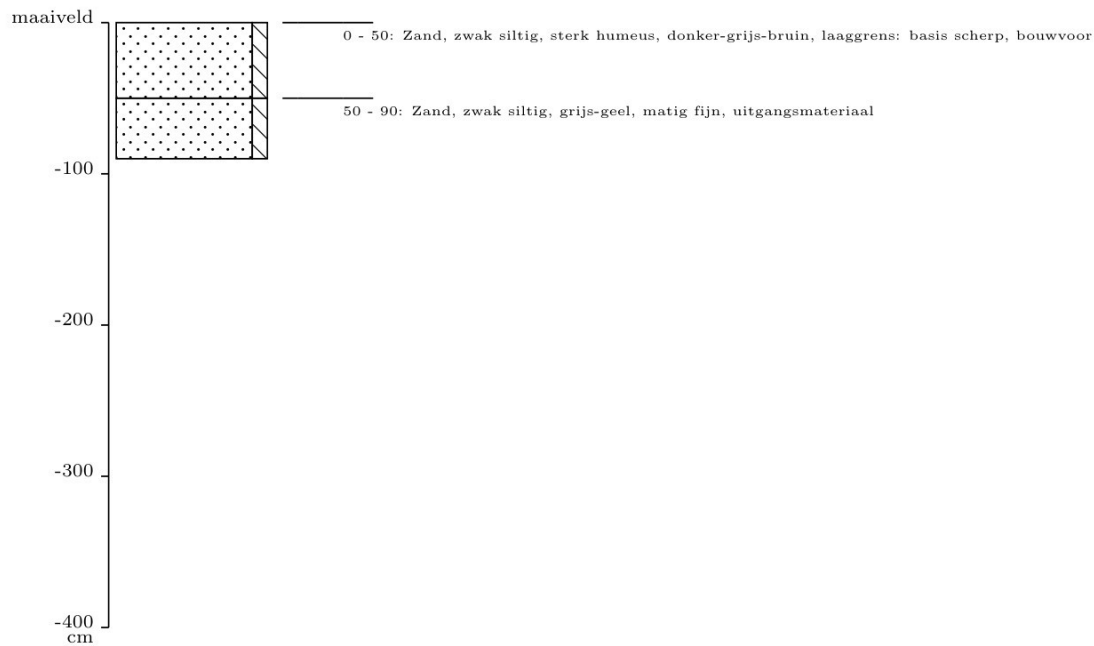 maaiveld
0 - 50: Zand, zwak siltig, sterk humeus, donker-grijs-bruin, laaggrens: basis scherp, bouwvoor
50 - 90: Zand, zwak siltig, grijs-geel, matig fijn, uitgangsmateriaal
-100
-200
-300
-400
cm